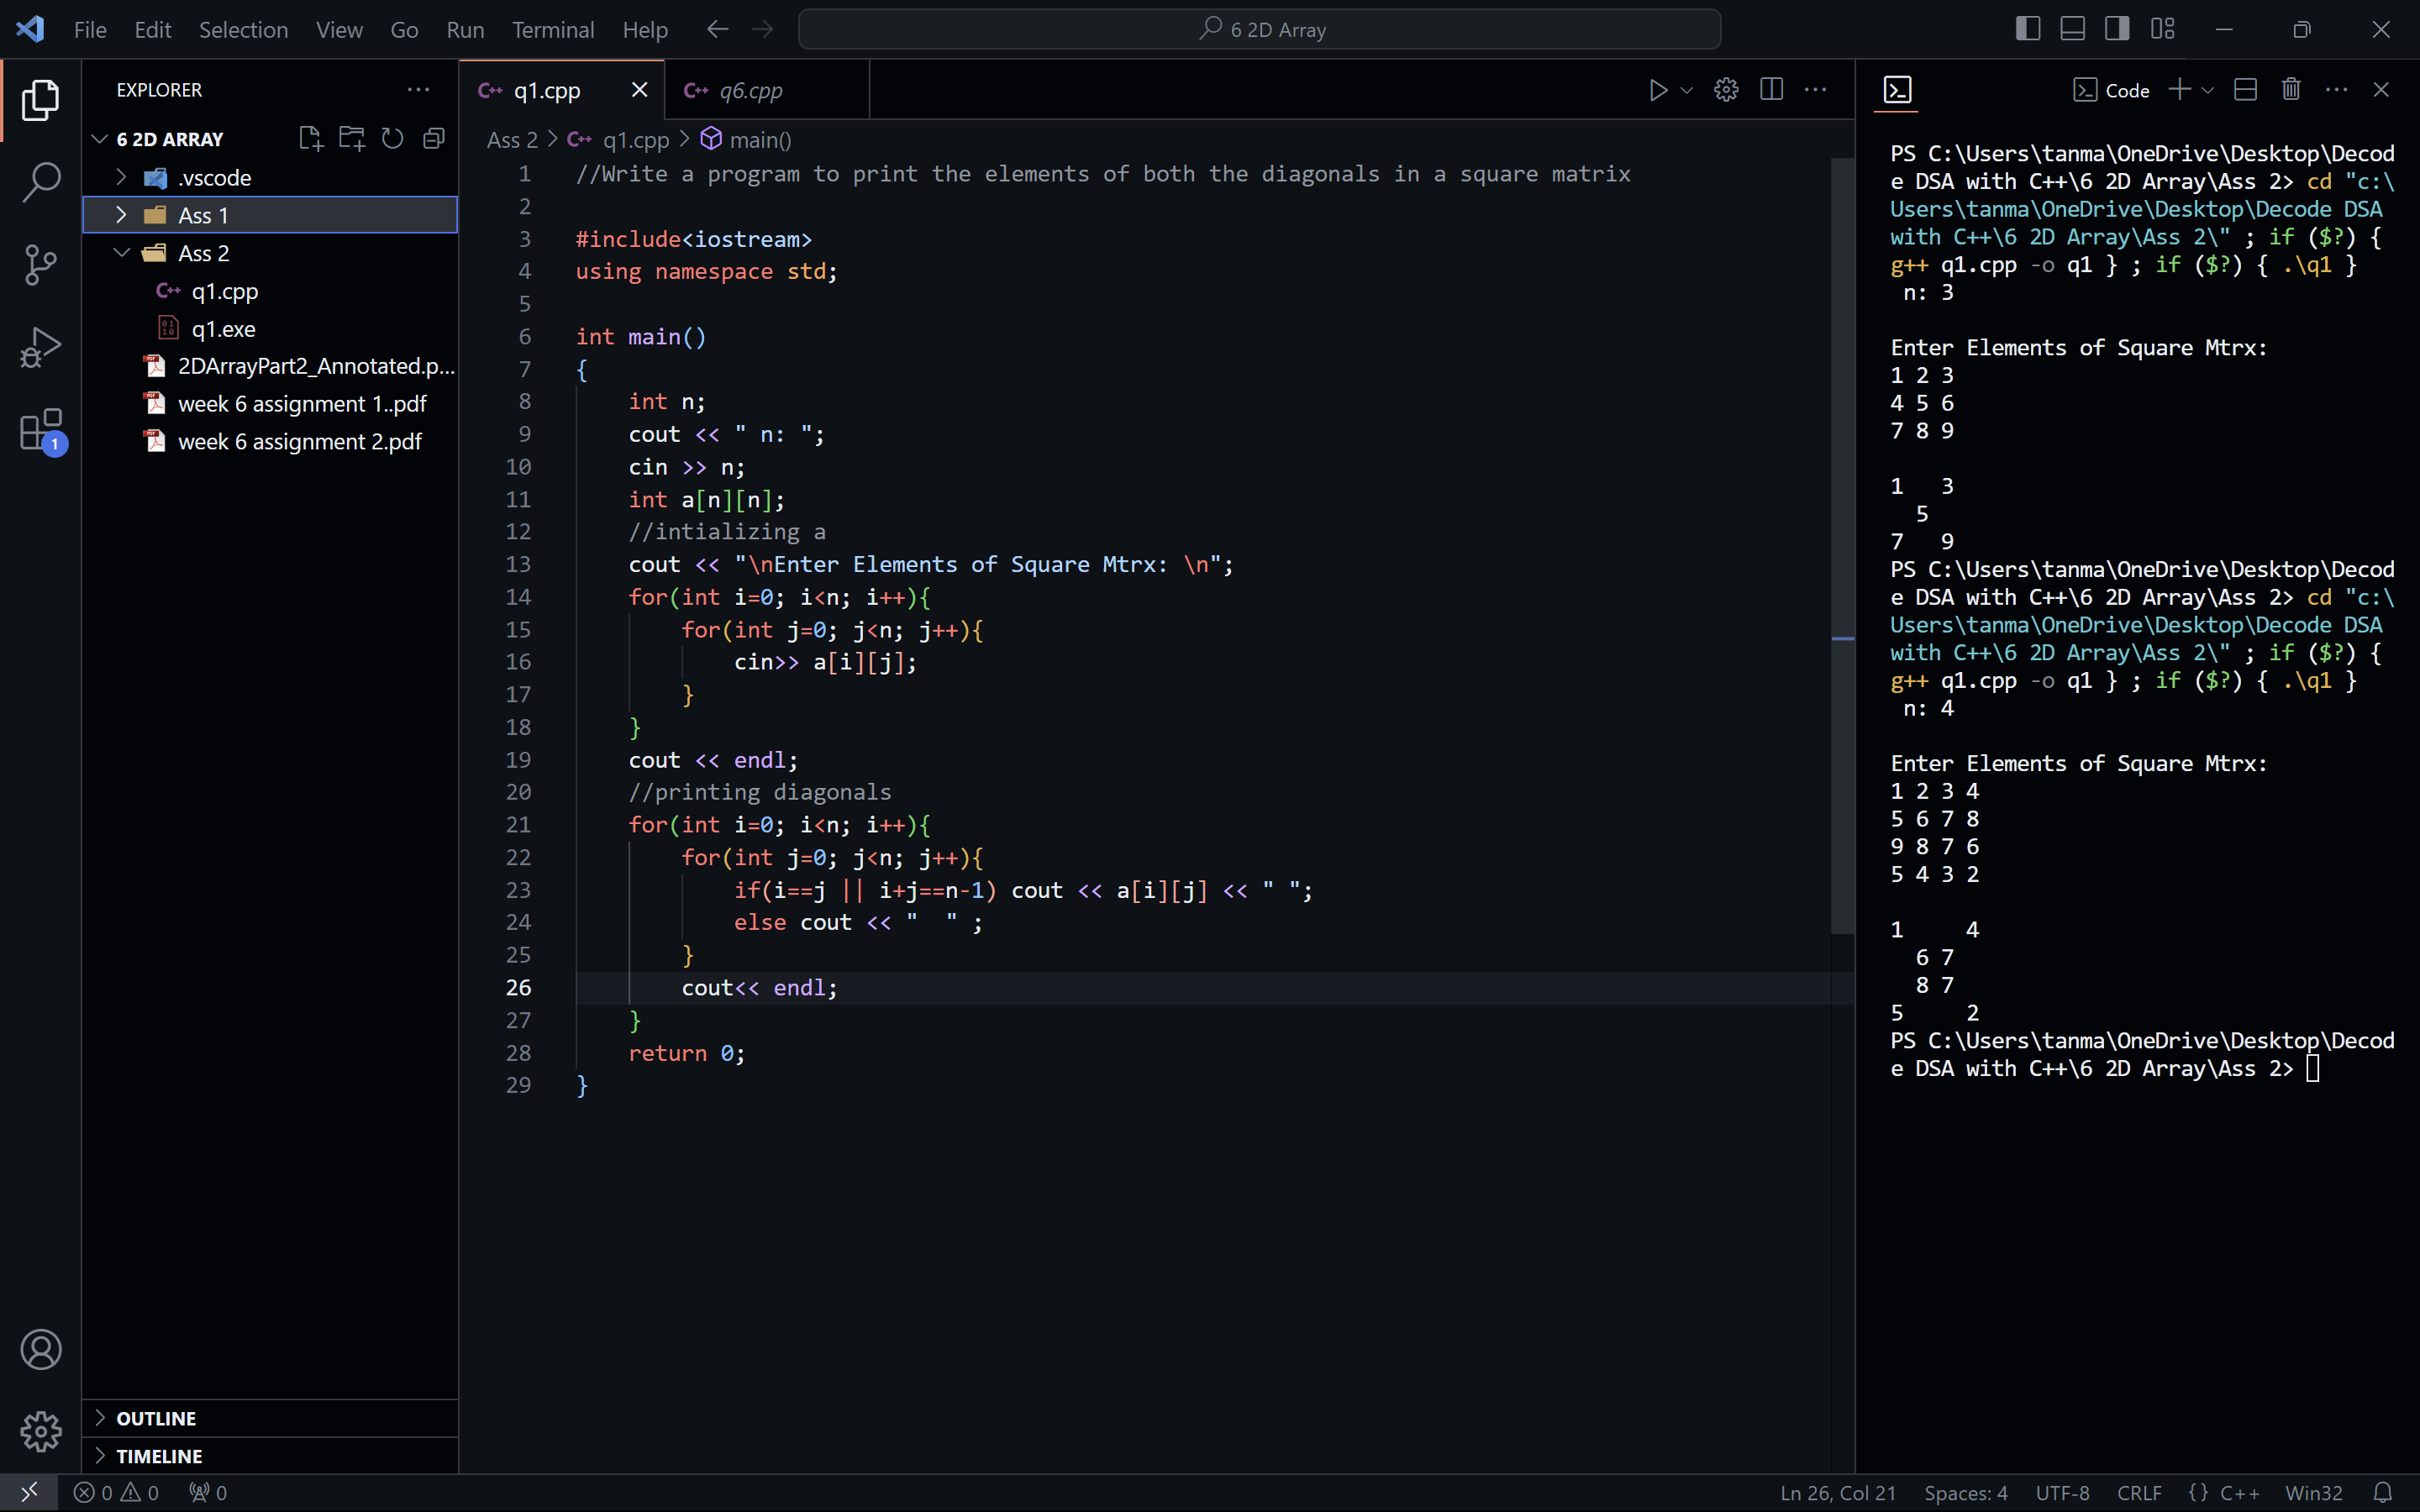 File Edit Selection View Go Run Terminal Help 6 2D Array
EXPLORER
6 2D ARRAY
.vscode
Ass 1
Ass 2
q1.cpp
q1.exe
2DArrayPart2_Annotated.p...
week 6 assignment 1..pdf
week 6 assignment 2.pdf
1
OUTLINE
TIMELINE
q1.cpp q6.cpp
Ass 2 > q1.cpp > main()
1 //Write a program to print the elements of both the diagonals in a square matrix
2
3 #include<iostream>
4 using namespace std;
5
6 int main()
7 {
8     int n;
9     cout << " n: ";
10     cin >> n;
11     int a[n][n];
12     //intializing a
13     cout << "\nEnter Elements of Square Mtrx: \n";
14     for(int i=0; i<n; i++){
15         for(int j=0; j<n; j++){
16             cin>> a[i][j];
17         }
18     }
19     cout << endl;
20     //printing diagonals
21     for(int i=0; i<n; i++){
22         for(int j=0; j<n; j++){
23             if(i==j || i+j==n-1) cout << a[i][j] << " ";
24             else cout << "  " ;
25         }
26         cout<< endl;
27     }
28     return 0;
29 }
Code
PS C:\Users\tanma\OneDrive\Desktop\Decod
e DSA with C++\6 2D Array\Ass 2> cd "c:\
Users\tanma\OneDrive\Desktop\Decode DSA
with C++\6 2D Array\Ass 2\" ; if ($?) {
g++ q1.cpp -o q1 } ; if ($?) { .\q1 }
 n: 3

Enter Elements of Square Mtrx:
1 2 3
4 5 6
7 8 9

1   3
  5
7   9
PS C:\Users\tanma\OneDrive\Desktop\Decod
e DSA with C++\6 2D Array\Ass 2> cd "c:\
Users\tanma\OneDrive\Desktop\Decode DSA
with C++\6 2D Array\Ass 2\" ; if ($?) {
g++ q1.cpp -o q1 } ; if ($?) { .\q1 }
 n: 4

Enter Elements of Square Mtrx:
1 2 3 4
5 6 7 8
9 8 7 6
5 4 3 2

1     4
  6 7
  8 7
5     2
PS C:\Users\tanma\OneDrive\Desktop\Decod
e DSA with C++\6 2D Array\Ass 2>
0 0 0 Ln 26, Col 21 Spaces: 4 UTF-8 CRLF {} C++ Win32